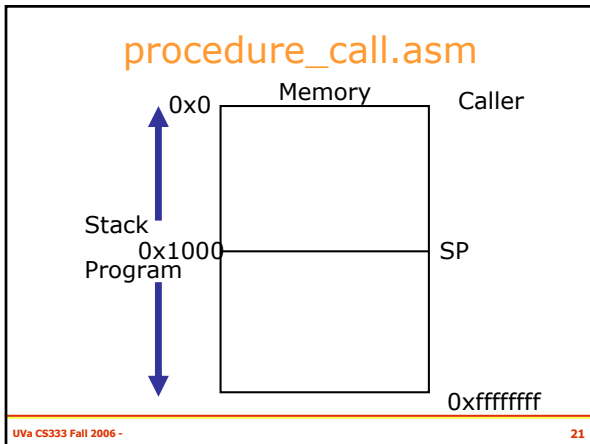 procedure_call.asm
Memory
0x0
Caller
Stack
0x1000
SP
Program
0xffffffff
UVa CS333 Fall 2006 -
21